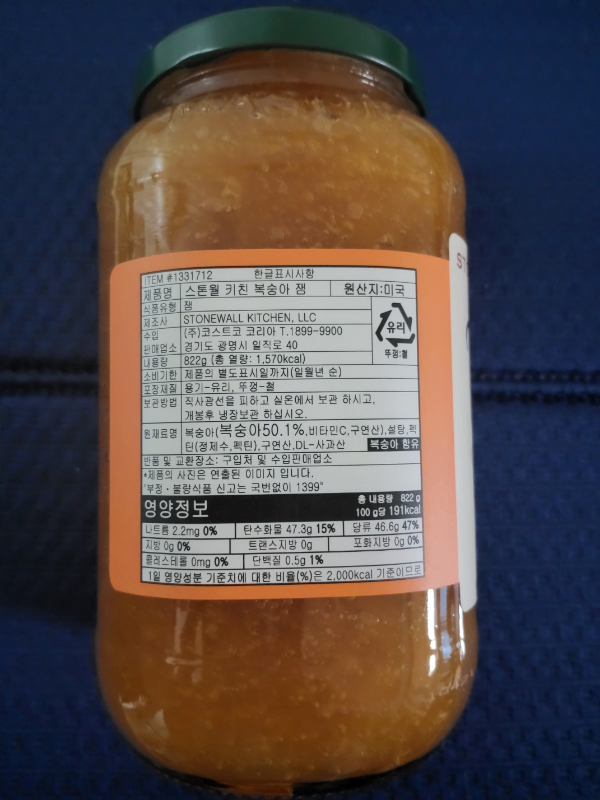 ITEM #1331712 한글표시사항
제품명 스톤월 키친 복숭아 잼 원산지:미국
식품유형 잼
제조사 STONEWALL KITCHEN, LLC
수입 (주)코스트코 코리아 T.1899-9900
판매업소 경기도 광명시 일직로 40
내용량 822g (총 열량: 1,570kcal)
유리
뚜껑:철
소비기한 제품의 별도표시일까지(일월년 순)
포장재질 용기-유리, 뚜껑-철
보관방법 직사광선을 피하고 실온에서 보관 하시고,
개봉후 냉장보관 하십시오.
원재료명 복숭아(복숭아50.1%,비타민C,구연산),설탕,펙
틴(정제수,펙틴),구연산,DL-사과산 복숭아 함유
반품 및 교환장소: 구입처 및 수입판매업소
*제품의 사진은 연출된 이미지 입니다.
"부정·불량식품 신고는 국번없이 1399"
영양정보 총 내용량 822g
100 g당 191kcal
나트륨 2.2mg 0% 탄수화물 47.3g 15% 당류 46.6g 47%
지방 0g 0% 트랜스지방 0g 포화지방 0g 0%
콜레스테롤 0mg 0% 단백질 0.5g 1%
1일 영양성분 기준치에 대한 비율(%)은 2,000kcal 기준이므로
ST